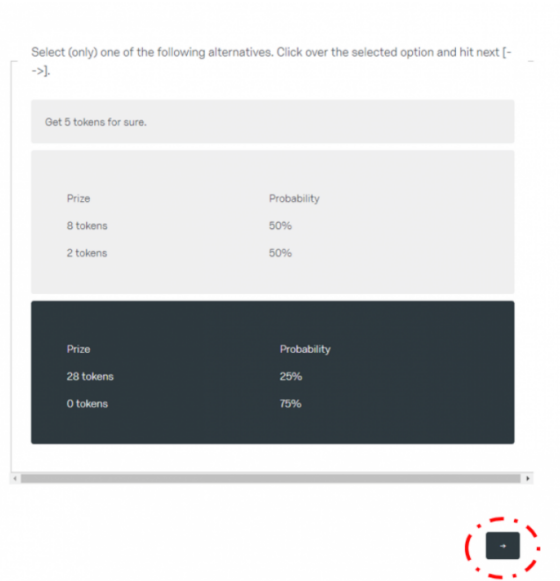 Select (only) one of the following alternatives. Click over the selected option and hit next [-
->].
Get 5 tokens for sure.
Prize Probability
8 tokens 50%
2 tokens 50%
Prize Probability
28 tokens 25%
0 tokens 75%
→